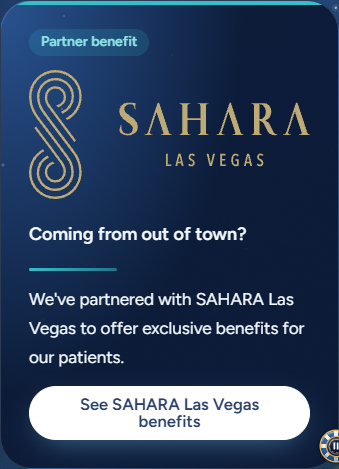 Partner benefit
SAHARA
LAS VEGAS
Coming from out of town?
We've partnered with SAHARA Las
Vegas to offer exclusive benefits for
our patients.
See SAHARA Las Vegas
benefits